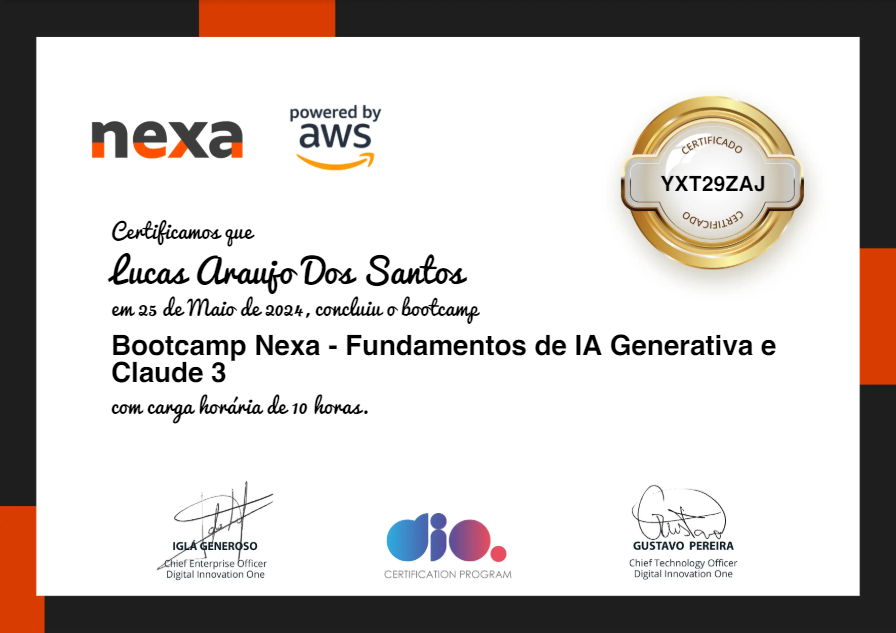 nexa
powered by
aws
CERTIFICADO
YXT29ZAJ
CERTIFICADO
Certificamos que
Lucas Araujo Dos Santos
em 25 de Maio de 2024, concluiu o bootcamp
Bootcamp Nexa - Fundamentos de IA Generativa e
Claude 3
com carga horária de 10 horas.
IGLÁ GENEROSO
Chief Enterprise Officer
Digital Innovation One
dio.
CERTIFICATION PROGRAM
Gustavo
GUSTAVO PEREIRA
Chief Technology Officer
Digital Innovation One